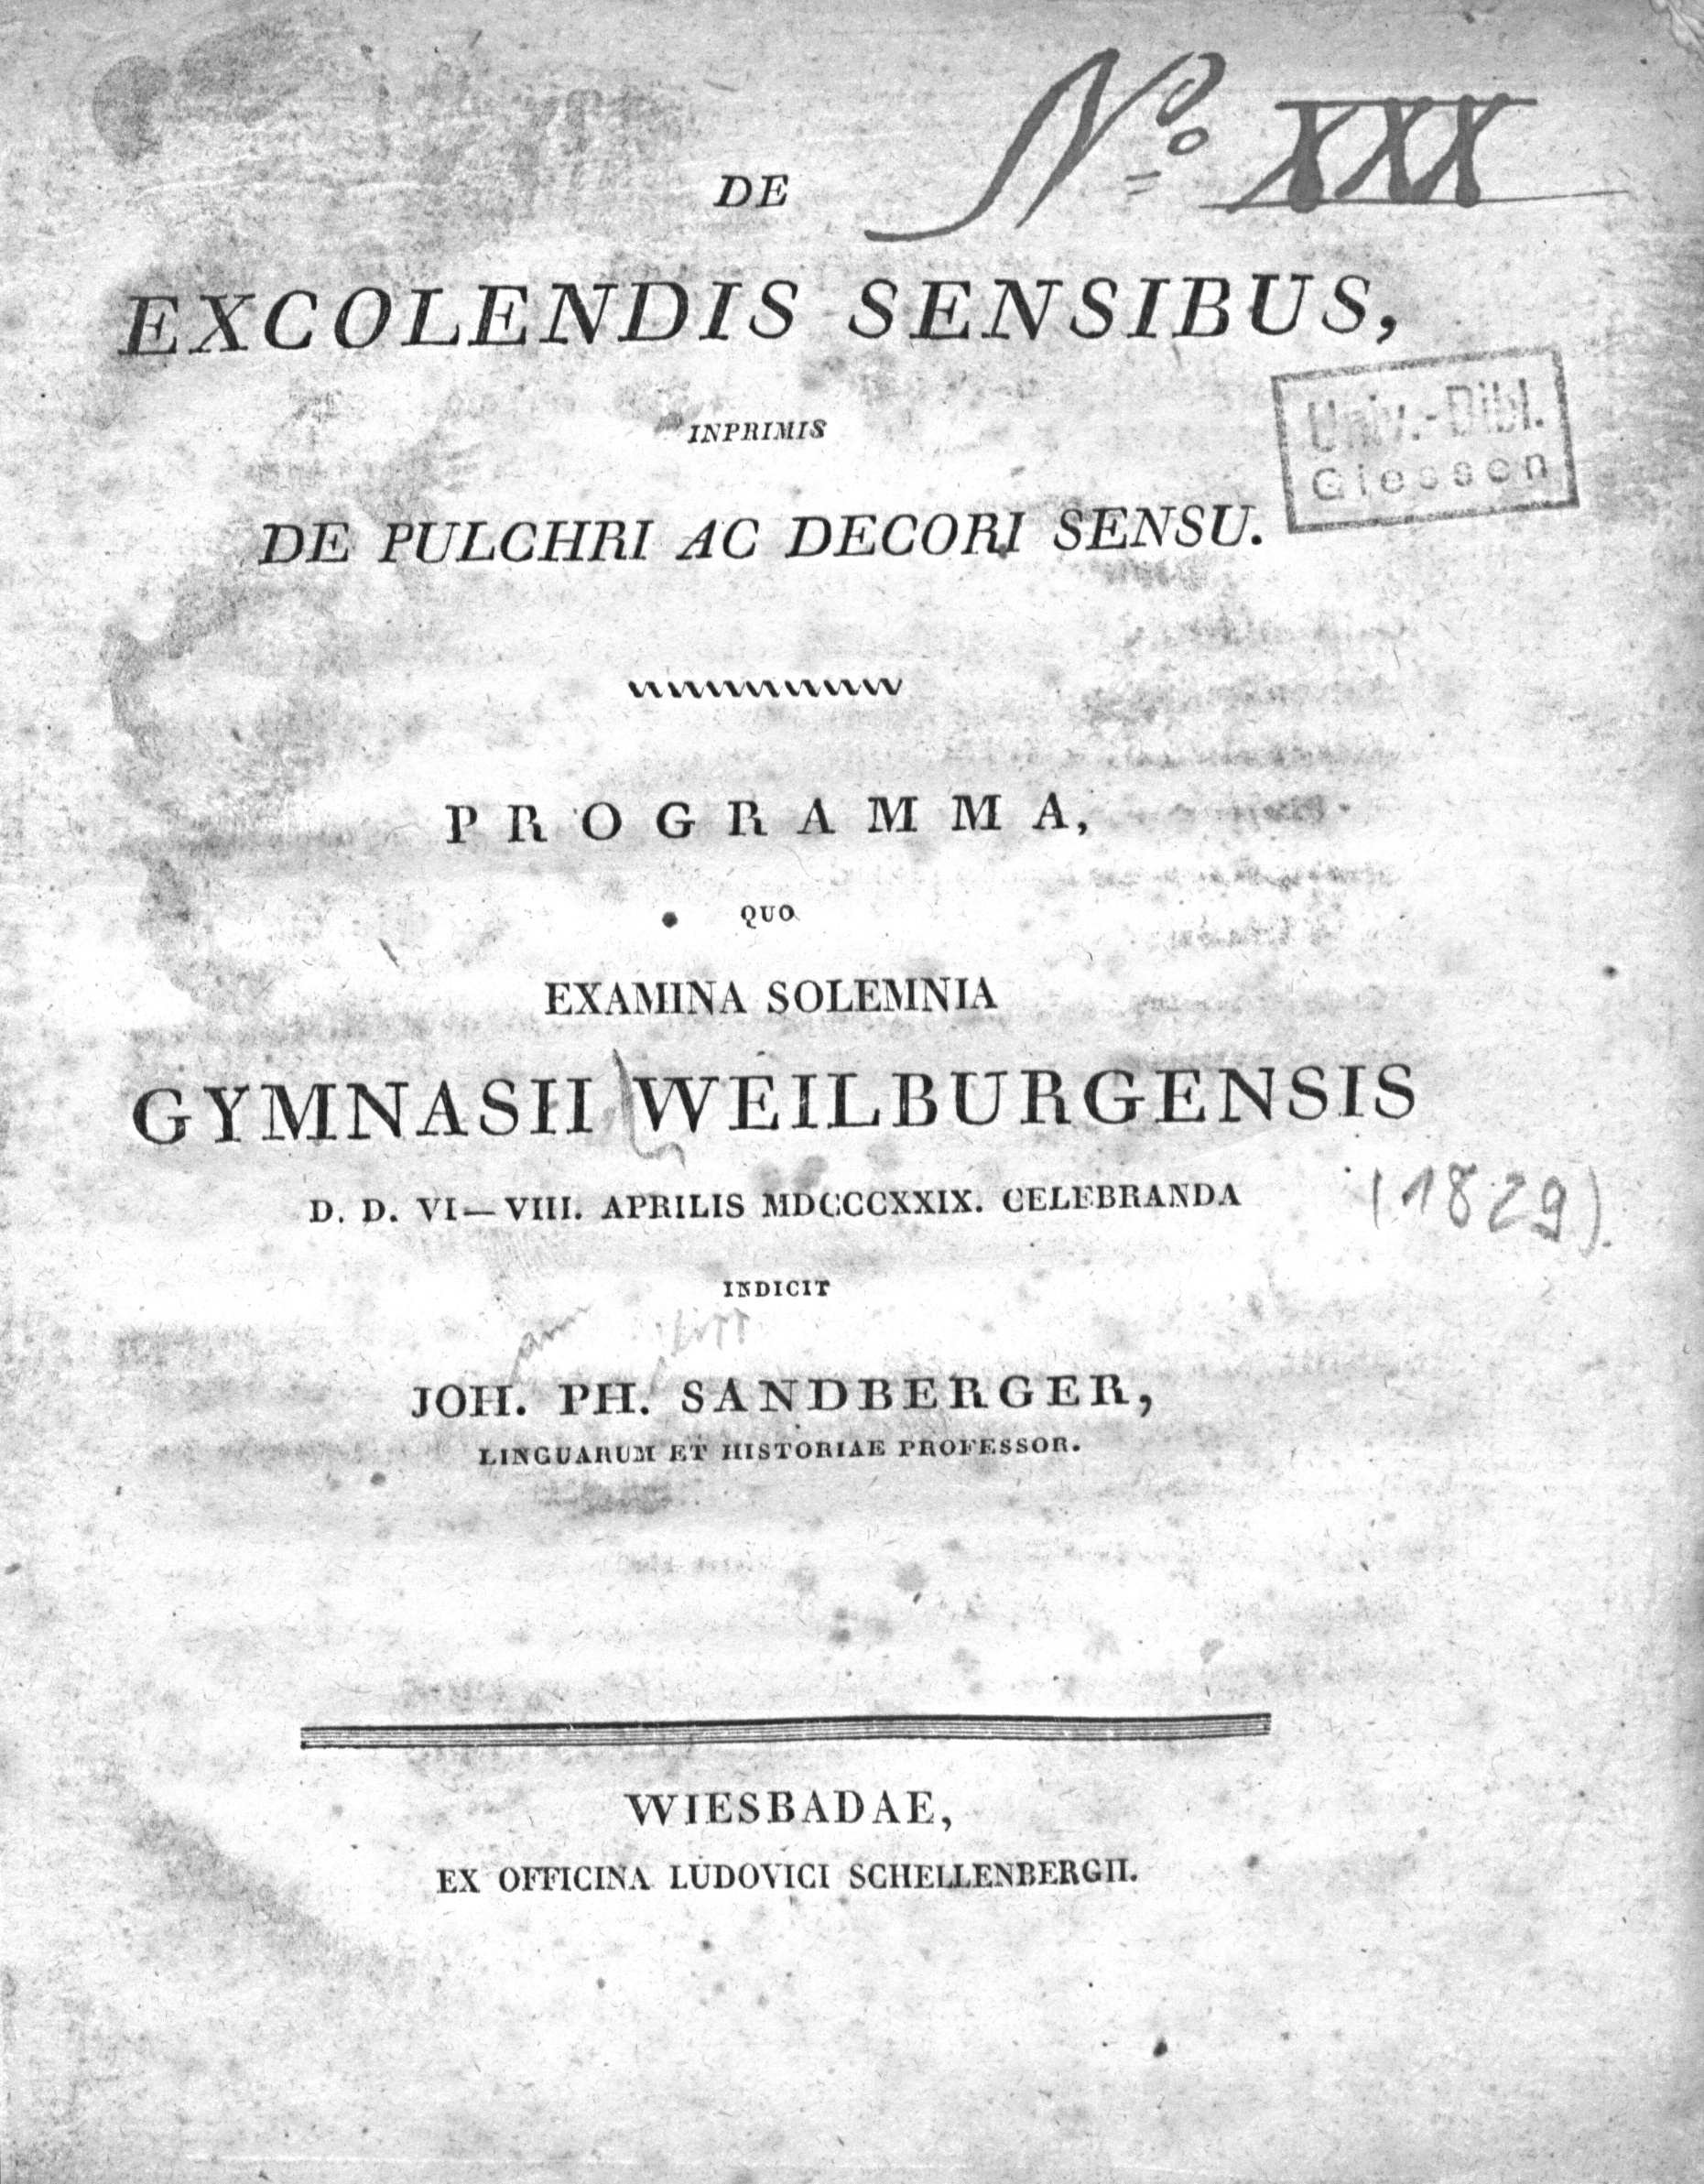 Nº XXX
DE
EXCOLENDIS SENSIBUS,
INPRIMIS
Univ.-Bibl.
Giessen
DE PULCHRI AC DECORI SENSU.
PROGRAMMA,
QUO
EXAMINA SOLEMNIA
GYMNASII WEILBURGENSIS
D. D. VI—VIII. APRILIS MDCCCXXIX. CELEBRANDA
(1829).
INDICIT
JOH. PH. SANDBERGER,
LINGUARUM ET HISTORIAE PROFESSOR.
WIESBADAE,
EX OFFICINA LUDOVICI SCHELLENBERGII.